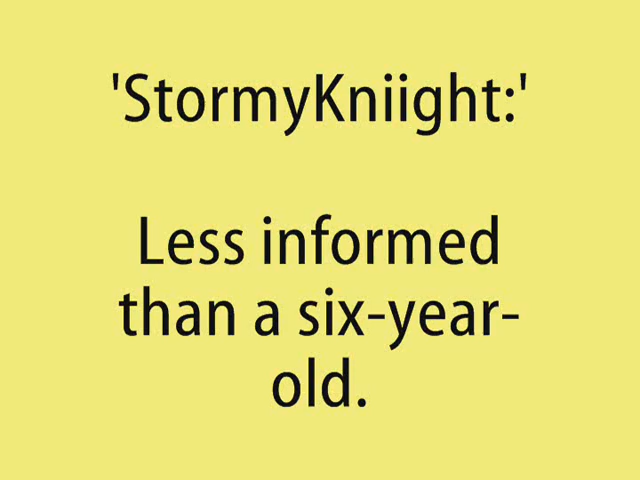 'StormyKniight:'
Less informed
than a six-year-
old.